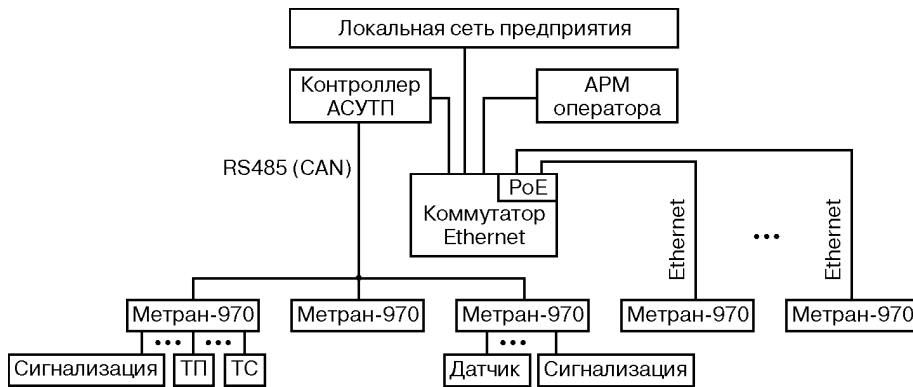 Локальная сеть предприятия
Контроллер
АСУТП
АРМ
оператора
RS485 (CAN)
PoE
Коммутатор
Ethernet
Ethernet
...
Ethernet
Метран-970
Метран-970
Метран-970
Метран-970
Метран-970
...
...
...
Сигнализация
ТП
ТС
Датчик
Сигнализация